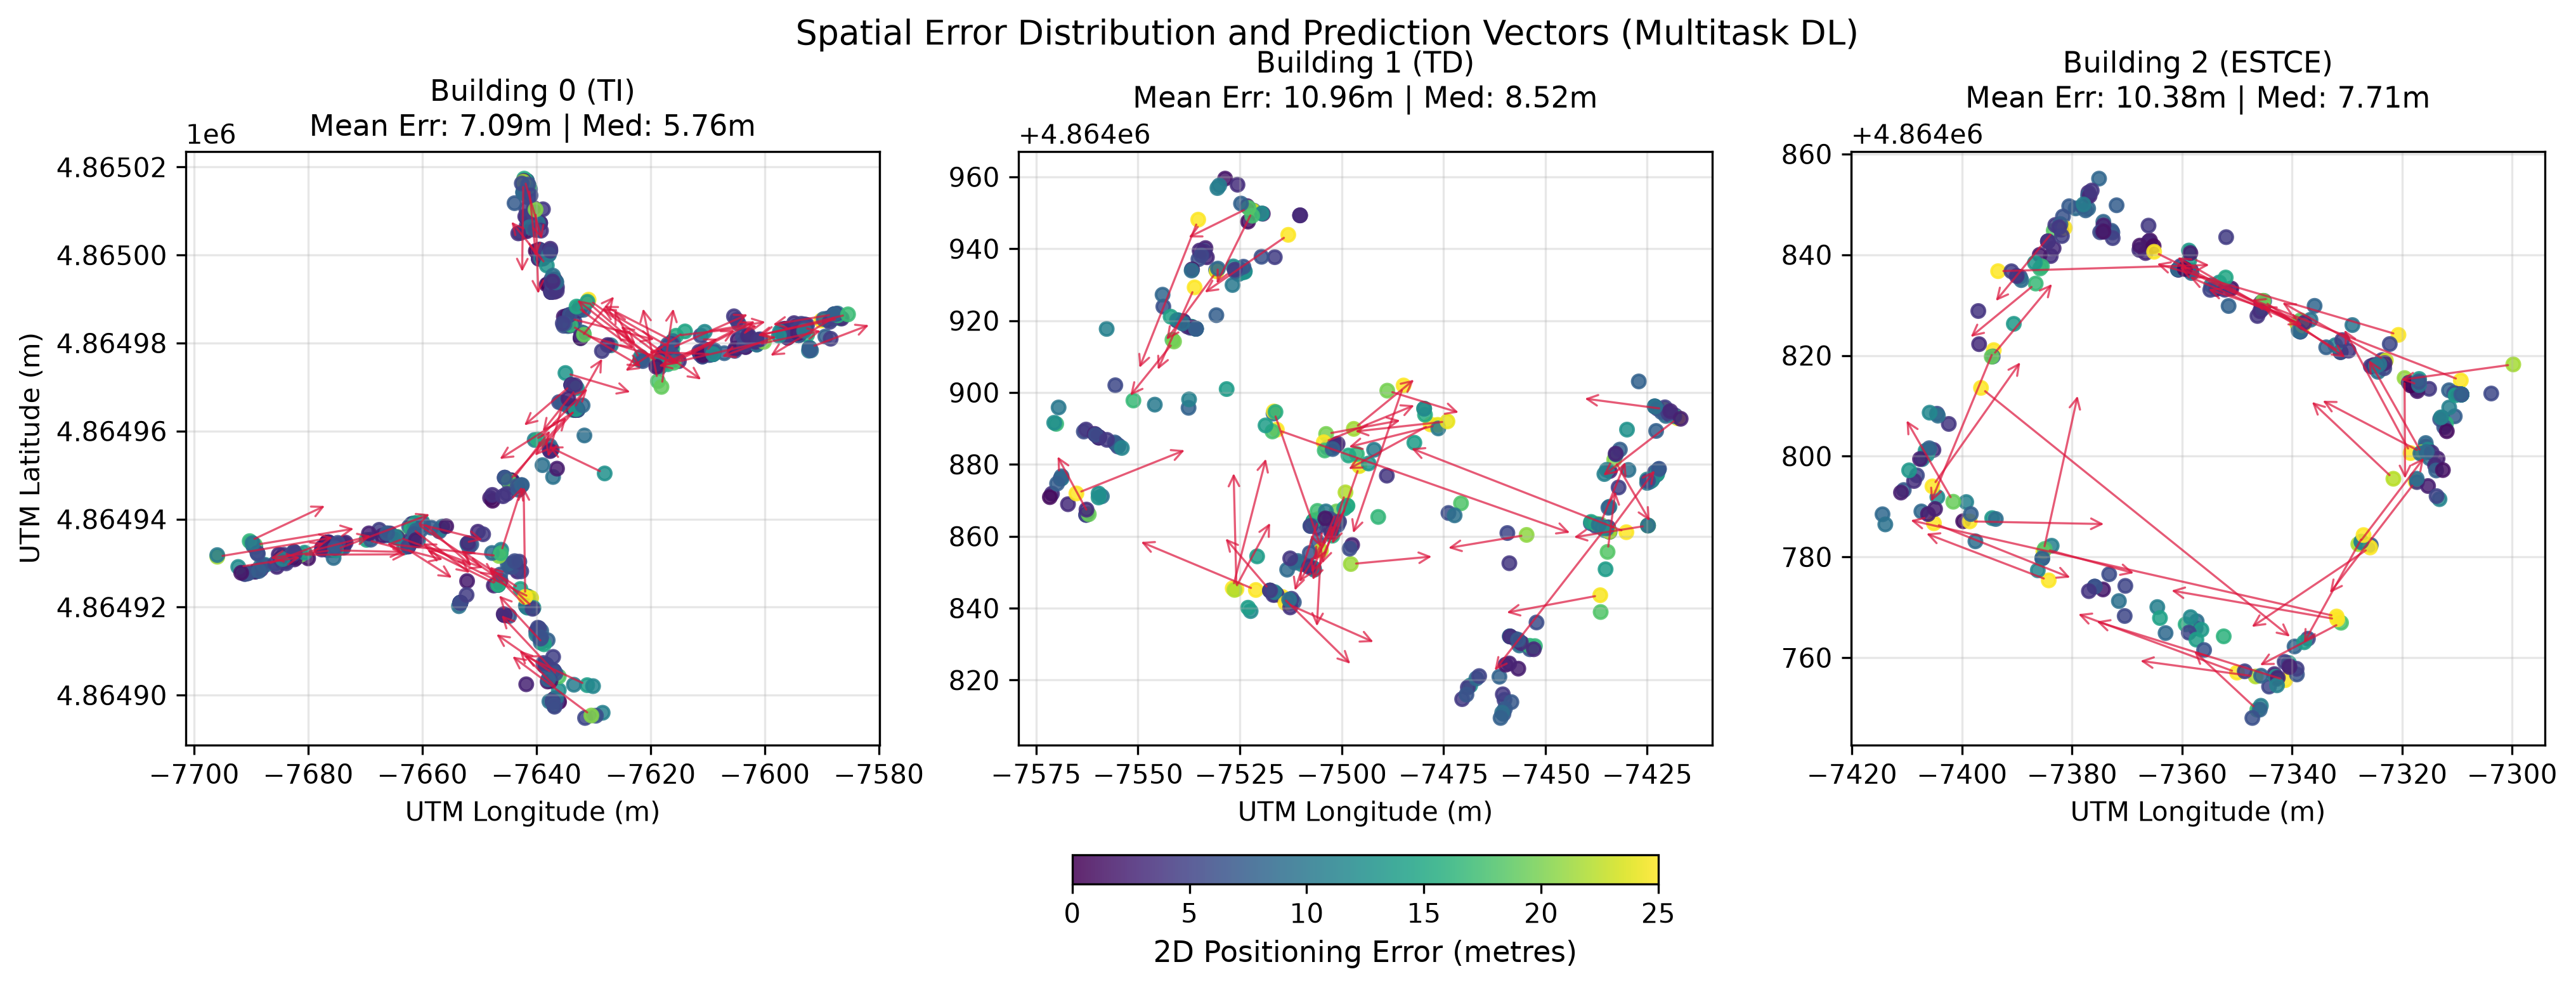 Spatial Error Distribution and Prediction Vectors (Multitask DL)
Building 0 (TI)
Mean Err: 7.09m | Med: 5.76m
1e6
4.86502
4.86500
4.86498
4.86496
4.86494
4.86492
4.86490
UTM Latitude (m)
−7700 −7680 −7660 −7640 −7620 −7600 −7580
UTM Longitude (m)
Building 1 (TD)
Mean Err: 10.96m | Med: 8.52m
+4.864e6
960
940
920
900
880
860
840
820
−7575 −7550 −7525 −7500 −7475 −7450 −7425
UTM Longitude (m)
Building 2 (ESTCE)
Mean Err: 10.38m | Med: 7.71m
+4.864e6
860
840
820
800
780
760
−7420 −7400 −7380 −7360 −7340 −7320 −7300
UTM Longitude (m)
0 5 10 15 20 25
2D Positioning Error (metres)